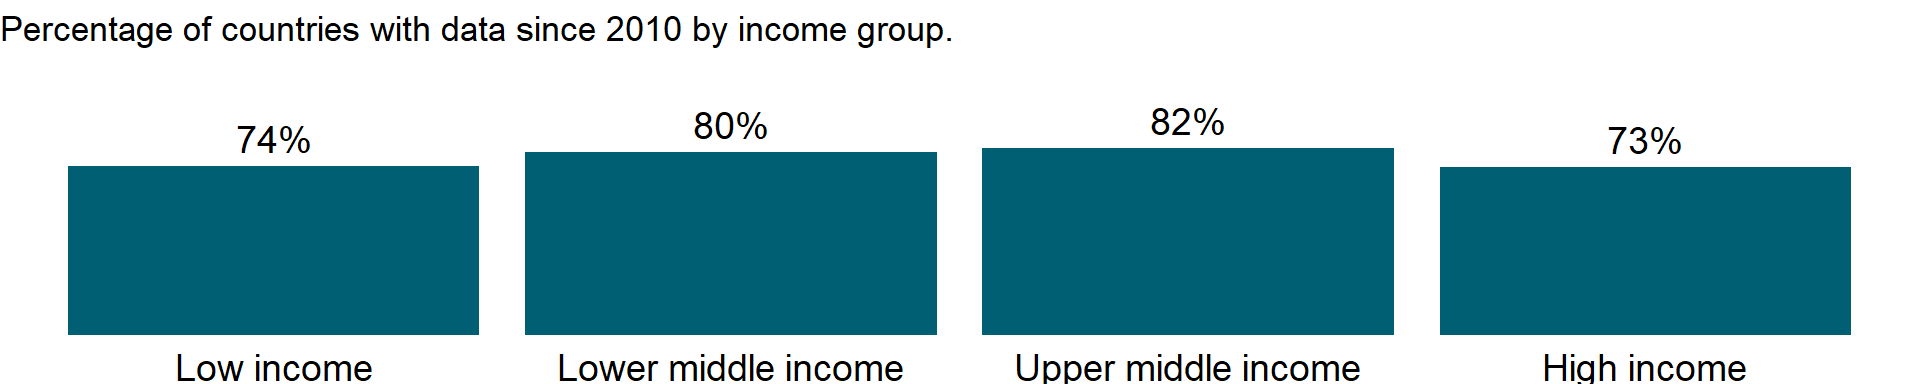 Percentage of countries with data since 2010 by income group.
74%
80%
82%
73%
Low income
Lower middle income
Upper middle income
High income